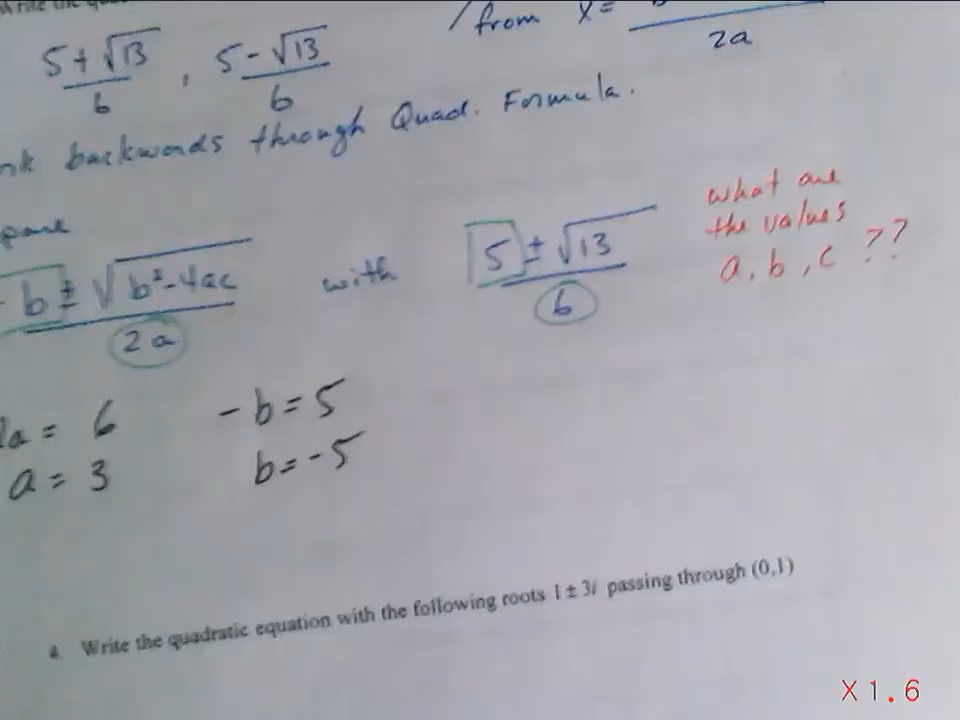 5+√13 / 6 , 5-√13 / 6
/ from x = / 2a
backwords through Quad. Formula.
b ± √b²-4ac / 2a with 5 ± √13 / 6
what are
the values
a, b, c ??
a = 6 -b = 5
a = 3 b = -5
4. Write the quadratic equation with the following roots 1 ± 3i passing through (0,1)
X1.6